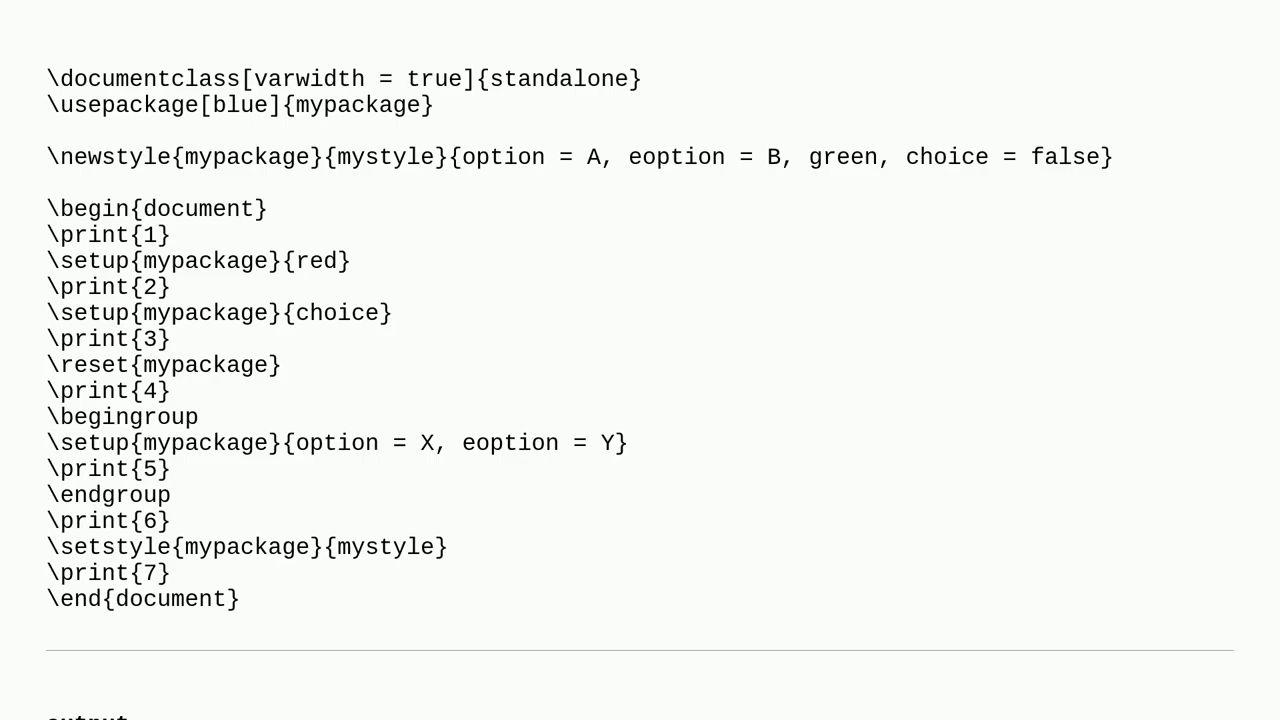 \documentclass[varwidth = true]{standalone}
\usepackage[blue]{mypackage}
\newstyle{mypackage}{mystyle}{option = A, eoption = B, green, choice = false}
\begin{document}
\print{1}
\setup{mypackage}{red}
\print{2}
\setup{mypackage}{choice}
\print{3}
\reset{mypackage}
\print{4}
\begingroup
\setup{mypackage}{option = X, eoption = Y}
\print{5}
\endgroup
\print{6}
\setstyle{mypackage}{mystyle}
\print{7}
\end{document}